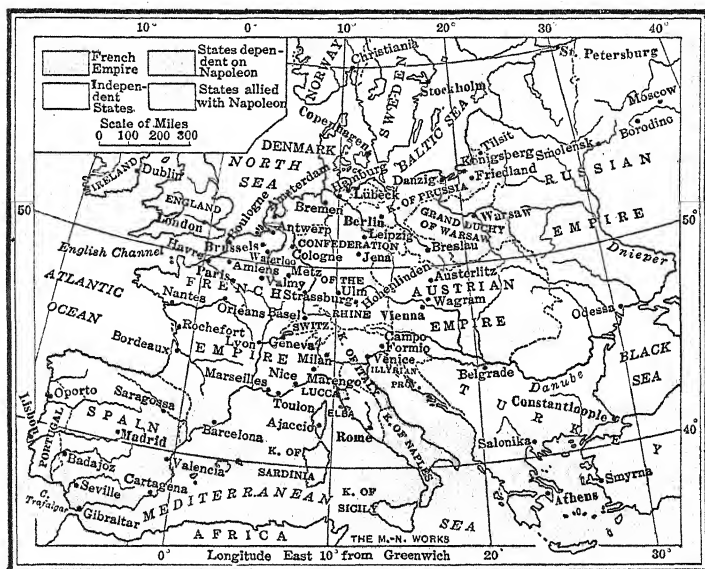 10° 0° 10° 20° 30° 40°
French Empire
States dependent on Napoleon
Independent States
States allied with Napoleon
Scale of Miles
0 100 200 300
NORWAY
Christiania
SWEDEN
Stockholm
St. Petersburg
Moscow
Borodino
Copenhagen
DENMARK
NORTH SEA
BALTIC SEA
Tilsit
Königsberg
Smolensk
Friedland
Danzig
RUSSIAN EMPIRE
IRELAND
Dublin
ENGLAND
London
Amsterdam
Hamburg
Lübeck
K. OF PRUSSIA
Bremen
Berlin
GRAND DUCHY OF WARSAW
Warsaw
50
50°
Boulogne
Antwerp
Leipzig
Brussels
CONFEDERATION OF THE RHINE
Breslau
Dnieper
English Channel
Havre
Waterloo
Cologne
Jena
Amiens
Metz
Paris
Valmy
Hohenlinden
Austerlitz
ATLANTIC OCEAN
FRENCH EMPIRE
Strassburg
Ulm
AUSTRIAN EMPIRE
Wagram
Nantes
Orleans
Basel
Vienna
Odessa
Rochefort
SWITZ
Lyon
Geneva
Campo Formio
Bordeaux
Milan
K. OF ITALY
Venice
ILLYRIAN PROV.
BLACK SEA
Nice
Marengo
Belgrade
Danube
Marseilles
LUCCA
Oporto
Saragossa
Toulon
ELBA
TURKEY
Constantinople
Lisbon
PORTUGAL
SPAIN
Madrid
Barcelona
Ajaccio
Rome
K. OF NAPLES
Salonika
40
K. OF SARDINIA
Badajoz
Valencia
Smyrna
Seville
Cartagena
MEDITERRANEAN SEA
K. OF SICILY
Athens
C. Trafalgar
Gibraltar
AFRICA
THE M.-N. WORKS
0° Longitude East 10° from Greenwich 20° 30°